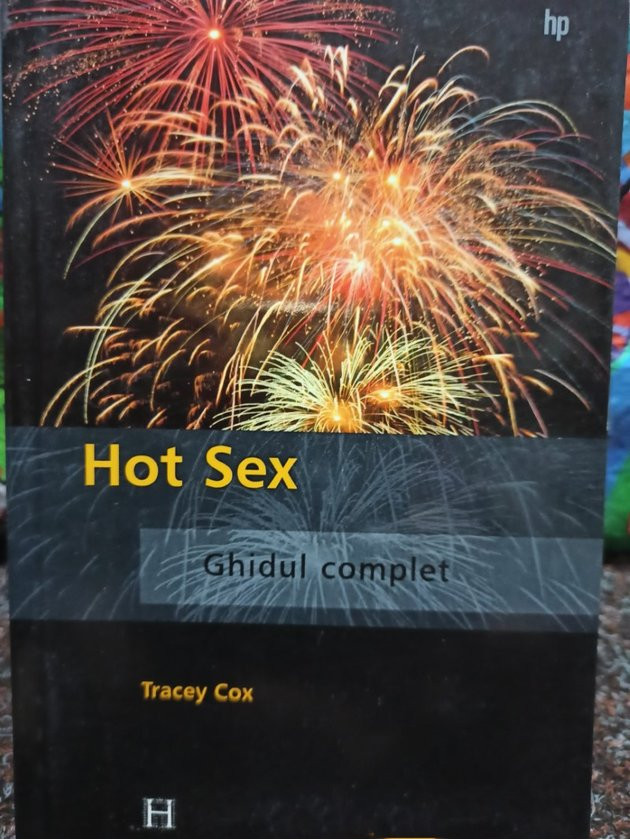 hp
Hot Sex
Ghidul complet
Tracey Cox
H